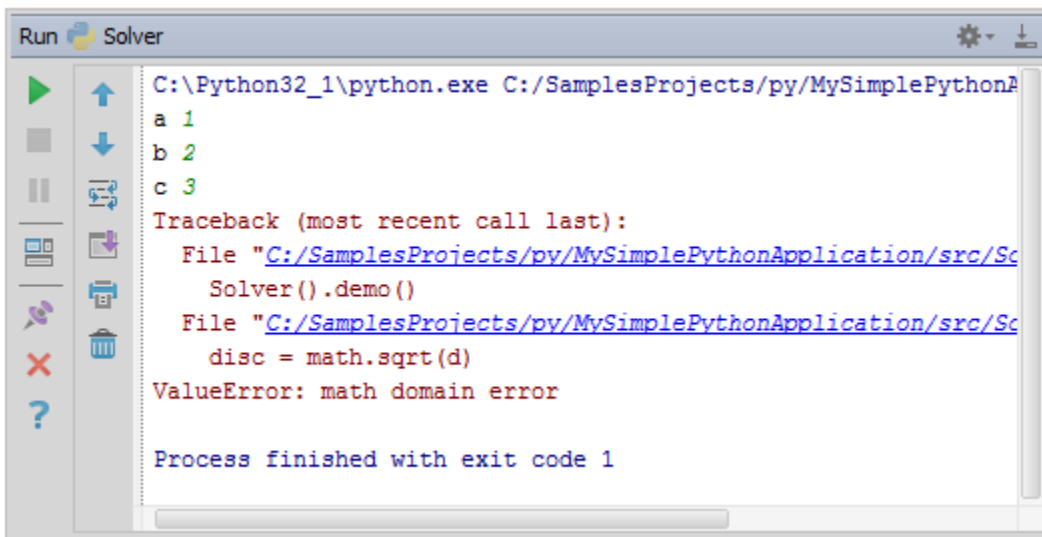 Run Solver
C:\Python32_1\python.exe C:/SamplesProjects/py/MySimplePythonA
a 1
b 2
c 3
Traceback (most recent call last):
File "C:/SamplesProjects/py/MySimplePythonApplication/src/So
Solver().demo()
File "C:/SamplesProjects/py/MySimplePythonApplication/src/So
disc = math.sqrt(d)
ValueError: math domain error
Process finished with exit code 1